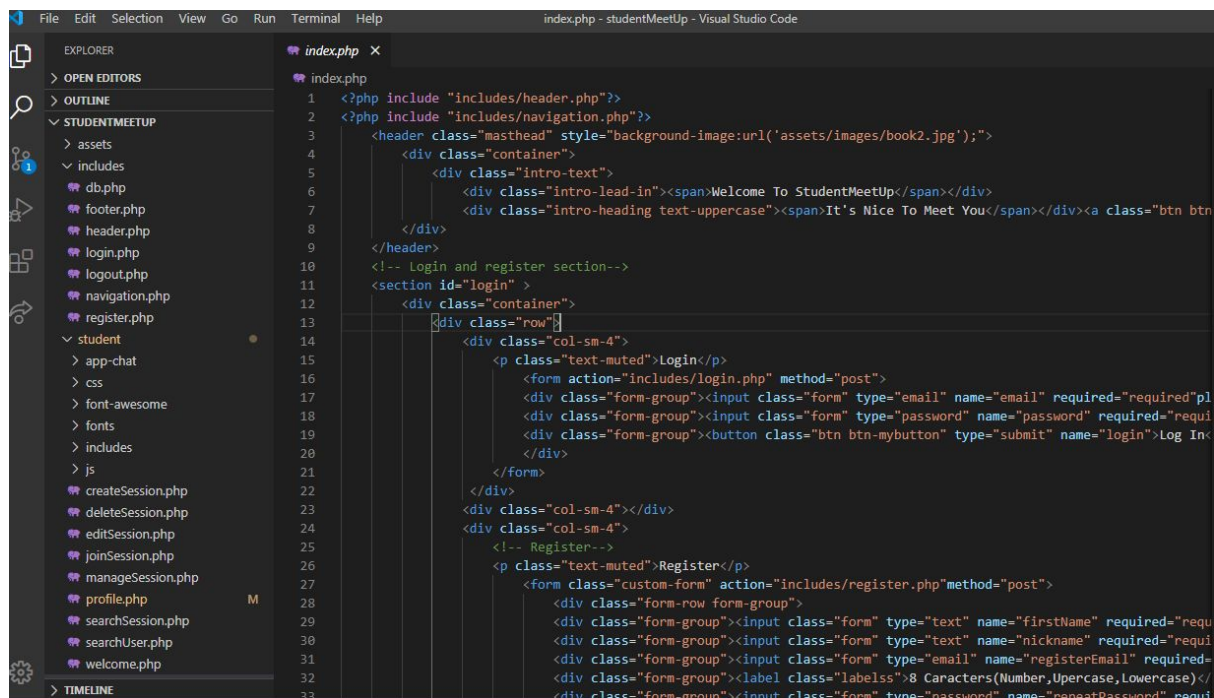 File Edit Selection View Go Run Terminal Help index.php - studentMeetUp - Visual Studio Code
EXPLORER
OPEN EDITORS
OUTLINE
STUDENTMEETUP
assets
includes
db.php
footer.php
header.php
login.php
logout.php
navigation.php
register.php
student
app-chat
css
font-awesome
fonts
includes
js
createSession.php
deleteSession.php
editSession.php
joinSession.php
manageSession.php
profile.php M
searchSession.php
searchUser.php
welcome.php
TIMELINE
1
index.php
index.php
1 <?php include "includes/header.php"?>
2 <?php include "includes/navigation.php"?>
3 <header class="masthead" style="background-image:url('assets/images/book2.jpg');">
4 <div class="container">
5 <div class="intro-text">
6 <div class="intro-lead-in"><span>Welcome To StudentMeetUp</span></div>
7 <div class="intro-heading text-uppercase"><span>It's Nice To Meet You</span></div><a class="btn btn
8 </div>
9 </header>
10 <!-- Login and register section-->
11 <section id="login" >
12 <div class="container">
13 <div class="row">
14 <div class="col-sm-4">
15 <p class="text-muted">Login</p>
16 <form action="includes/login.php" method="post">
17 <div class="form-group"><input class="form" type="email" name="email" required="required"pl
18 <div class="form-group"><input class="form" type="password" name="password" required="requi
19 <div class="form-group"><button class="btn btn-mybutton" type="submit" name="login">Log In<
20 </div>
21 </form>
22 </div>
23 <div class="col-sm-4"></div>
24 <div class="col-sm-4">
25 <!-- Register-->
26 <p class="text-muted">Register</p>
27 <form class="custom-form" action="includes/register.php"method="post">
28 <div class="form-row form-group">
29 <div class="form-group"><input class="form" type="text" name="firstName" required="requ
30 <div class="form-group"><input class="form" type="text" name="nickname" required="requi
31 <div class="form-group"><input class="form" type="email" name="registerEmail" required=
32 <div class="form-group"><label class="labelss">8 Caracters(Number,Upercase,Lowercase)</
33 <div class="form-group"><input class="form" type="password" name="repeatPassword" requi